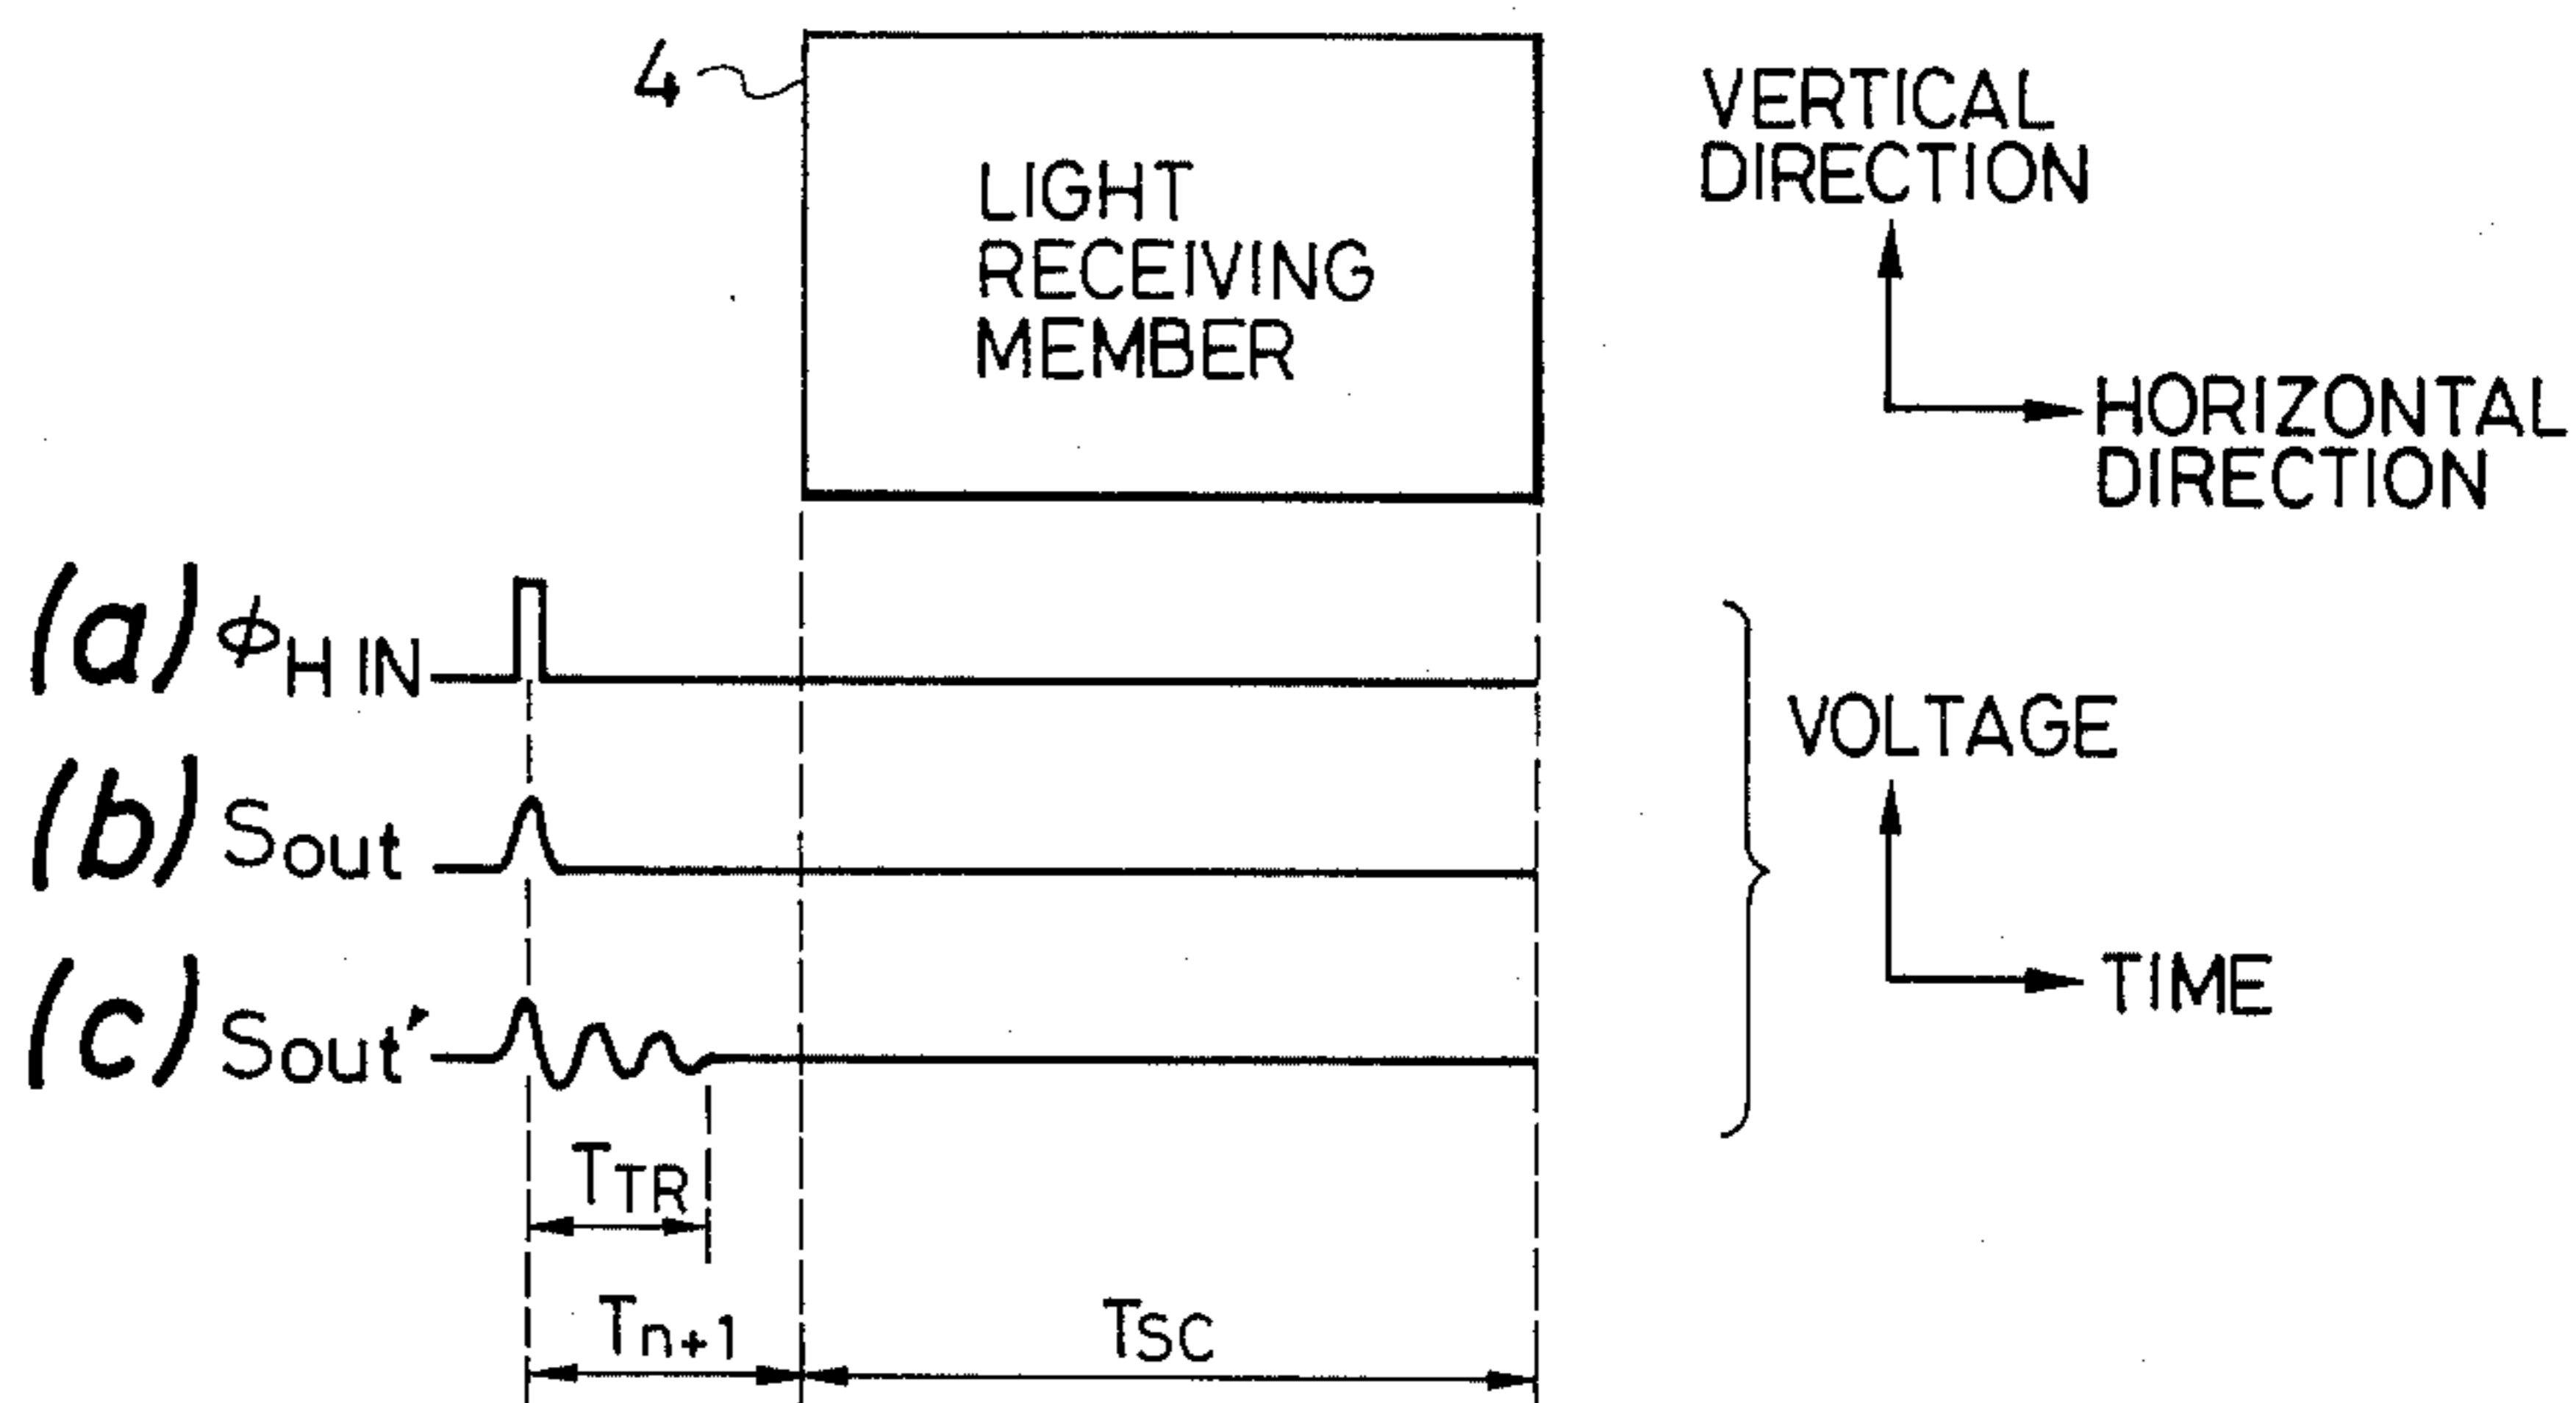 4
LIGHT
RECEIVING
MEMBER
VERTICAL
DIRECTION
HORIZONTAL
DIRECTION
(a) ϕH IN
(b) Sout
(c) Sout'
VOLTAGE
TIME
TTR
Tn+1
TSC